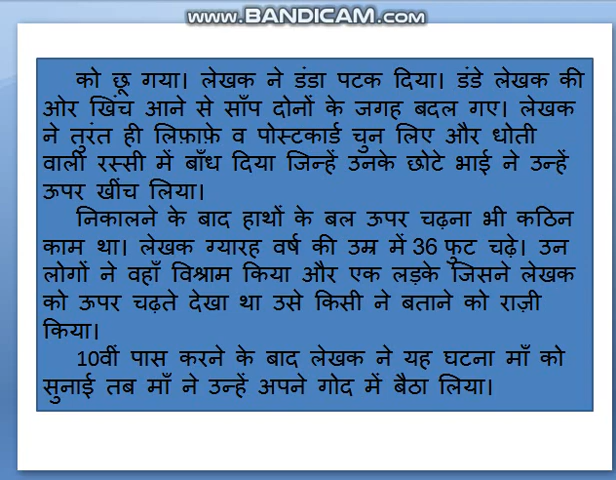 www.BANDICAM.com
को छू गया। लेखक ने डंडा पटक दिया। डंडे लेखक की
ओर खिंच आने से साँप दोनों के जगह बदल गए। लेखक
ने तुरंत ही लिफ़ाफ़े व पोस्टकार्ड चुन लिए और धोती
वाली रस्सी में बाँध दिया जिन्हें उनके छोटे भाई ने उन्हें
ऊपर खींच लिया।
निकालने के बाद हाथों के बल ऊपर चढ़ना भी कठिन
काम था। लेखक ग्यारह वर्ष की उम्र में 36 फुट चढ़े। उन
लोगों ने वहाँ विश्राम किया और एक लड़के जिसने लेखक
को ऊपर चढ़ते देखा था उसे किसी ने बताने को राज़ी
किया।
10वीं पास करने के बाद लेखक ने यह घटना माँ को
सुनाई तब माँ ने उन्हें अपने गोद में बैठा लिया।